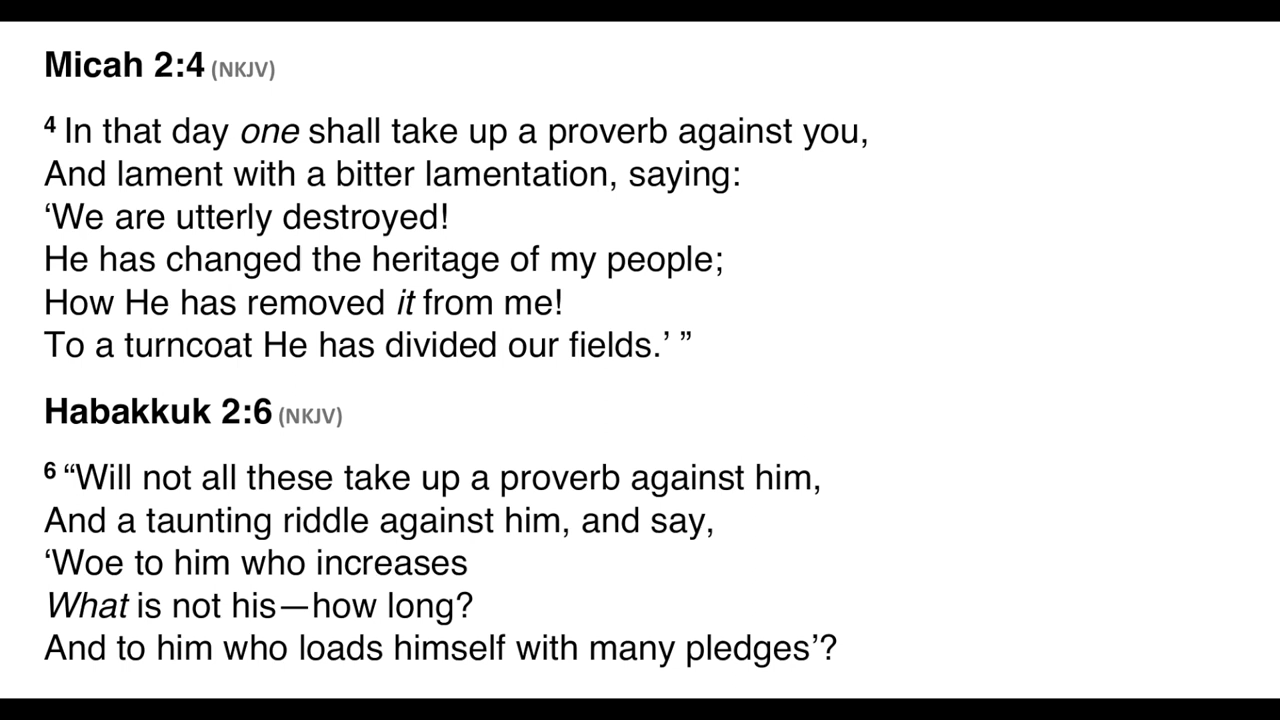 Micah 2:4 (NKJV)
4 In that day one shall take up a proverb against you,
And lament with a bitter lamentation, saying:
‘We are utterly destroyed!
He has changed the heritage of my people;
How He has removed it from me!
To a turncoat He has divided our fields.’ ”
Habakkuk 2:6 (NKJV)
6 “Will not all these take up a proverb against him,
And a taunting riddle against him, and say,
‘Woe to him who increases
What is not his—how long?
And to him who loads himself with many pledges’?